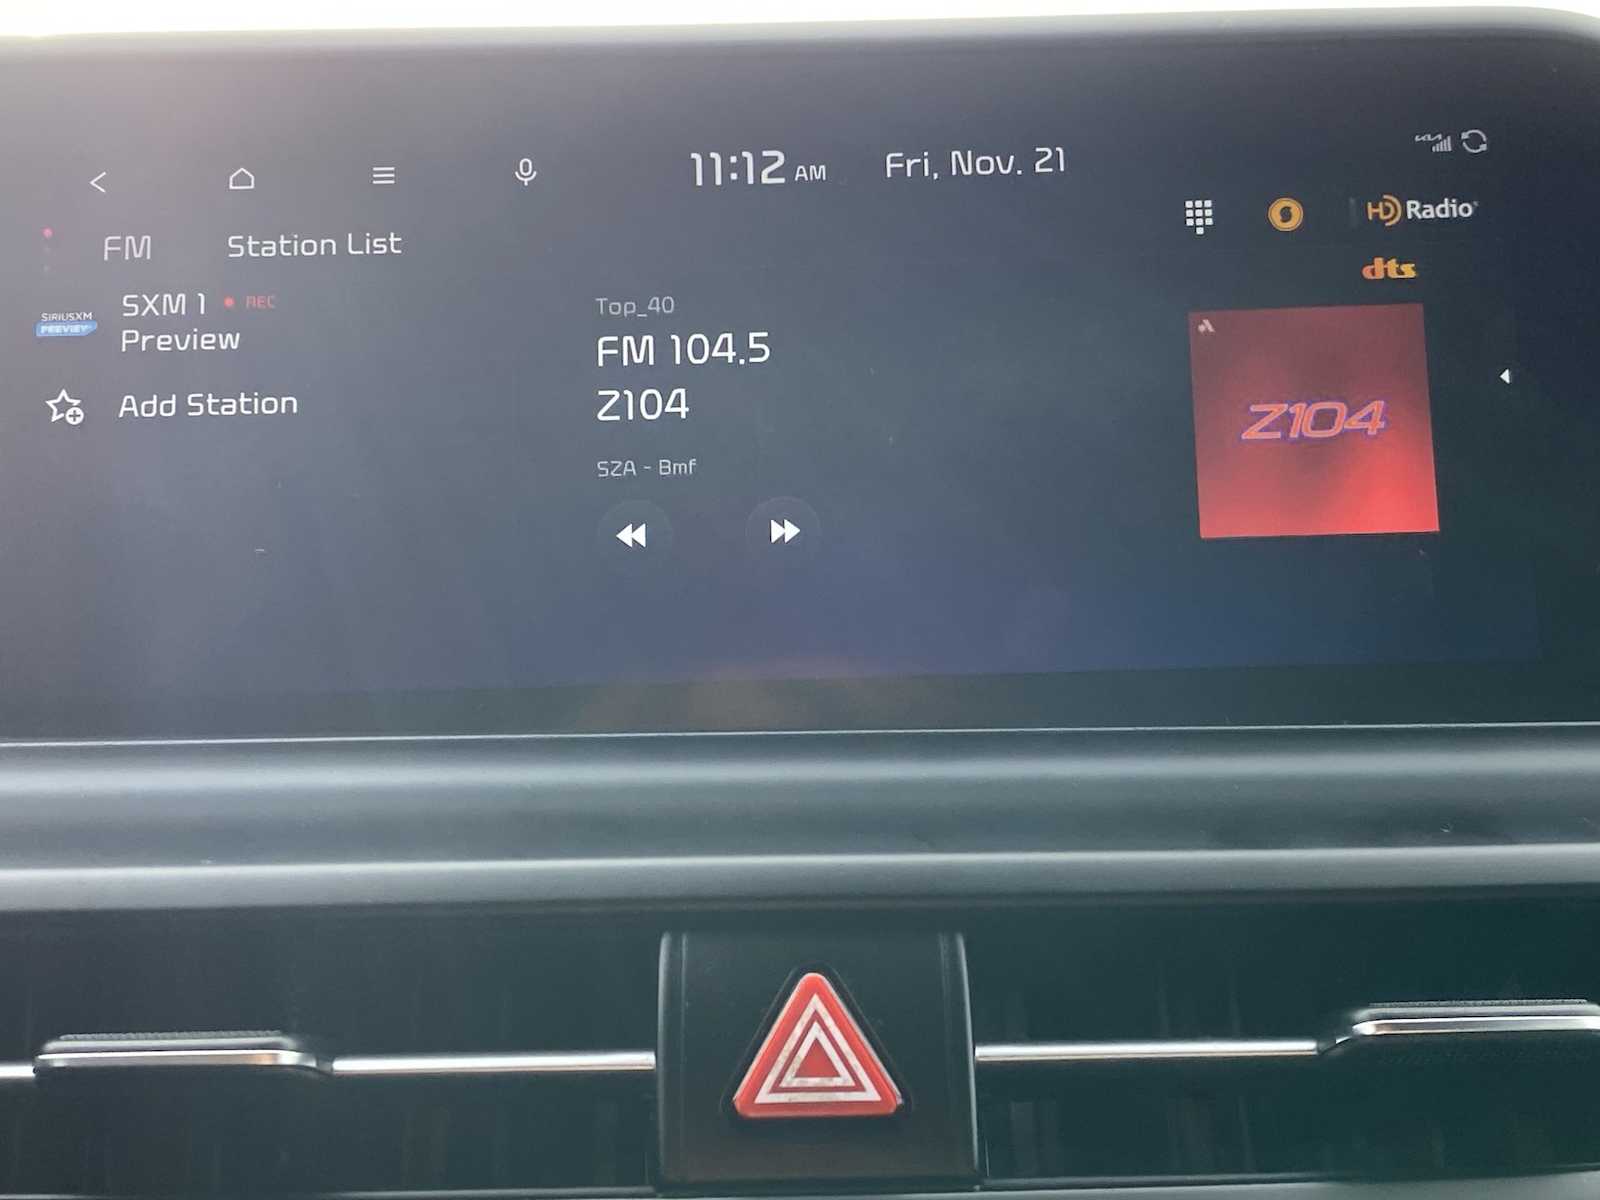 11:12 AM Fri, Nov. 21
HD Radio
dts
FM Station List
SIRIUSXM
PREVIEW
SXM 1 REC
Preview
Add Station
Top_40
FM 104.5
Z104
SZA - Bmf
Z104